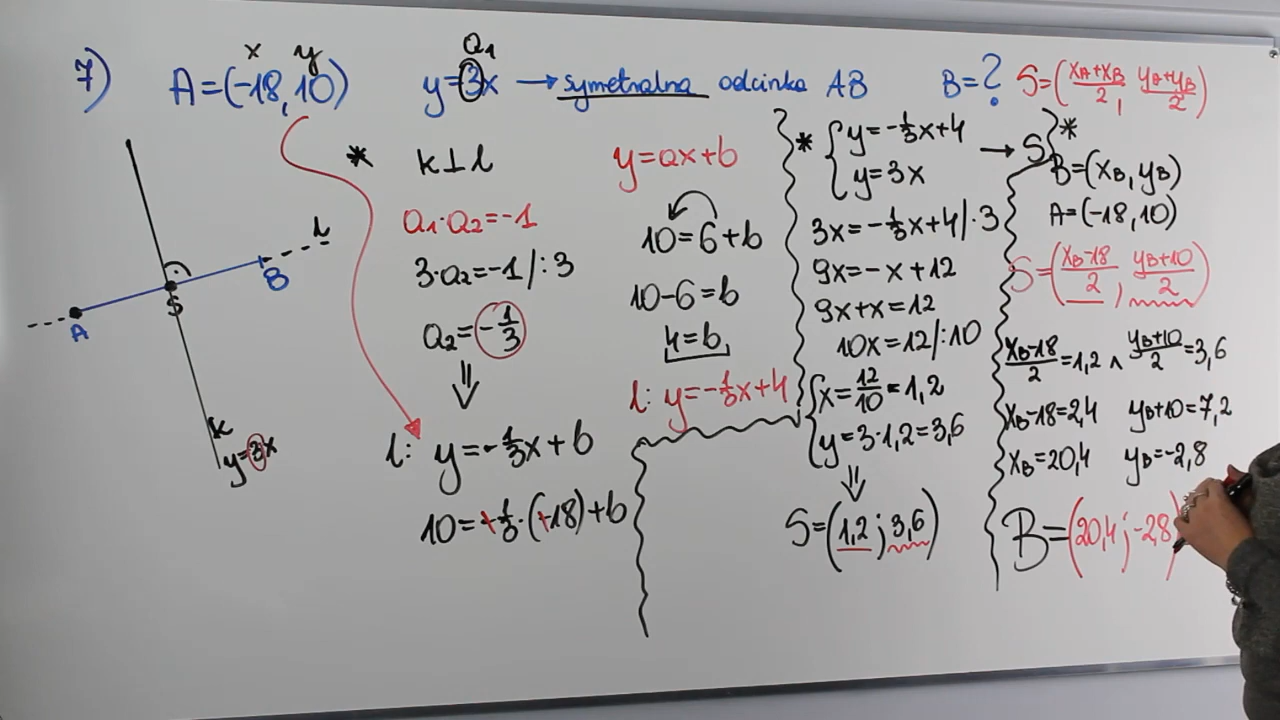 7) A=(-18,10) y=3x → symetralna odcinka AB B=? S=(xA+xB/2, yA+yB/2)
x y
a₁
A
S
B
l
k
y=3x
* k⊥l
a₁·a₂=-1
3·a₂=-1/:3
a₂=-1/3
⇓
l: y=-1/3x+b
10=-1/3·(-18)+b
y=ax+b
10=6+b
10-6=b
4=b
l: y=-1/3x+4
* { y=-1/3x+4
y=3x → S
3x=-1/3x+4/·3
9x=-x+12
9x+x=12
10x=12/:10
{ x=12/10=1,2
y=3·1,2=3,6
⇓
S=(1,2;3,6)
*
B=(xB,yB)
A=(-18,10)
S=(xB-18/2, yB+10/2)
xB-18/2=1,2 ∧ yB+10/2=3,6
xB-18=2,4 yB+10=7,2
xB=20,4 yB=-2,8
B=(20,4;-2,8)